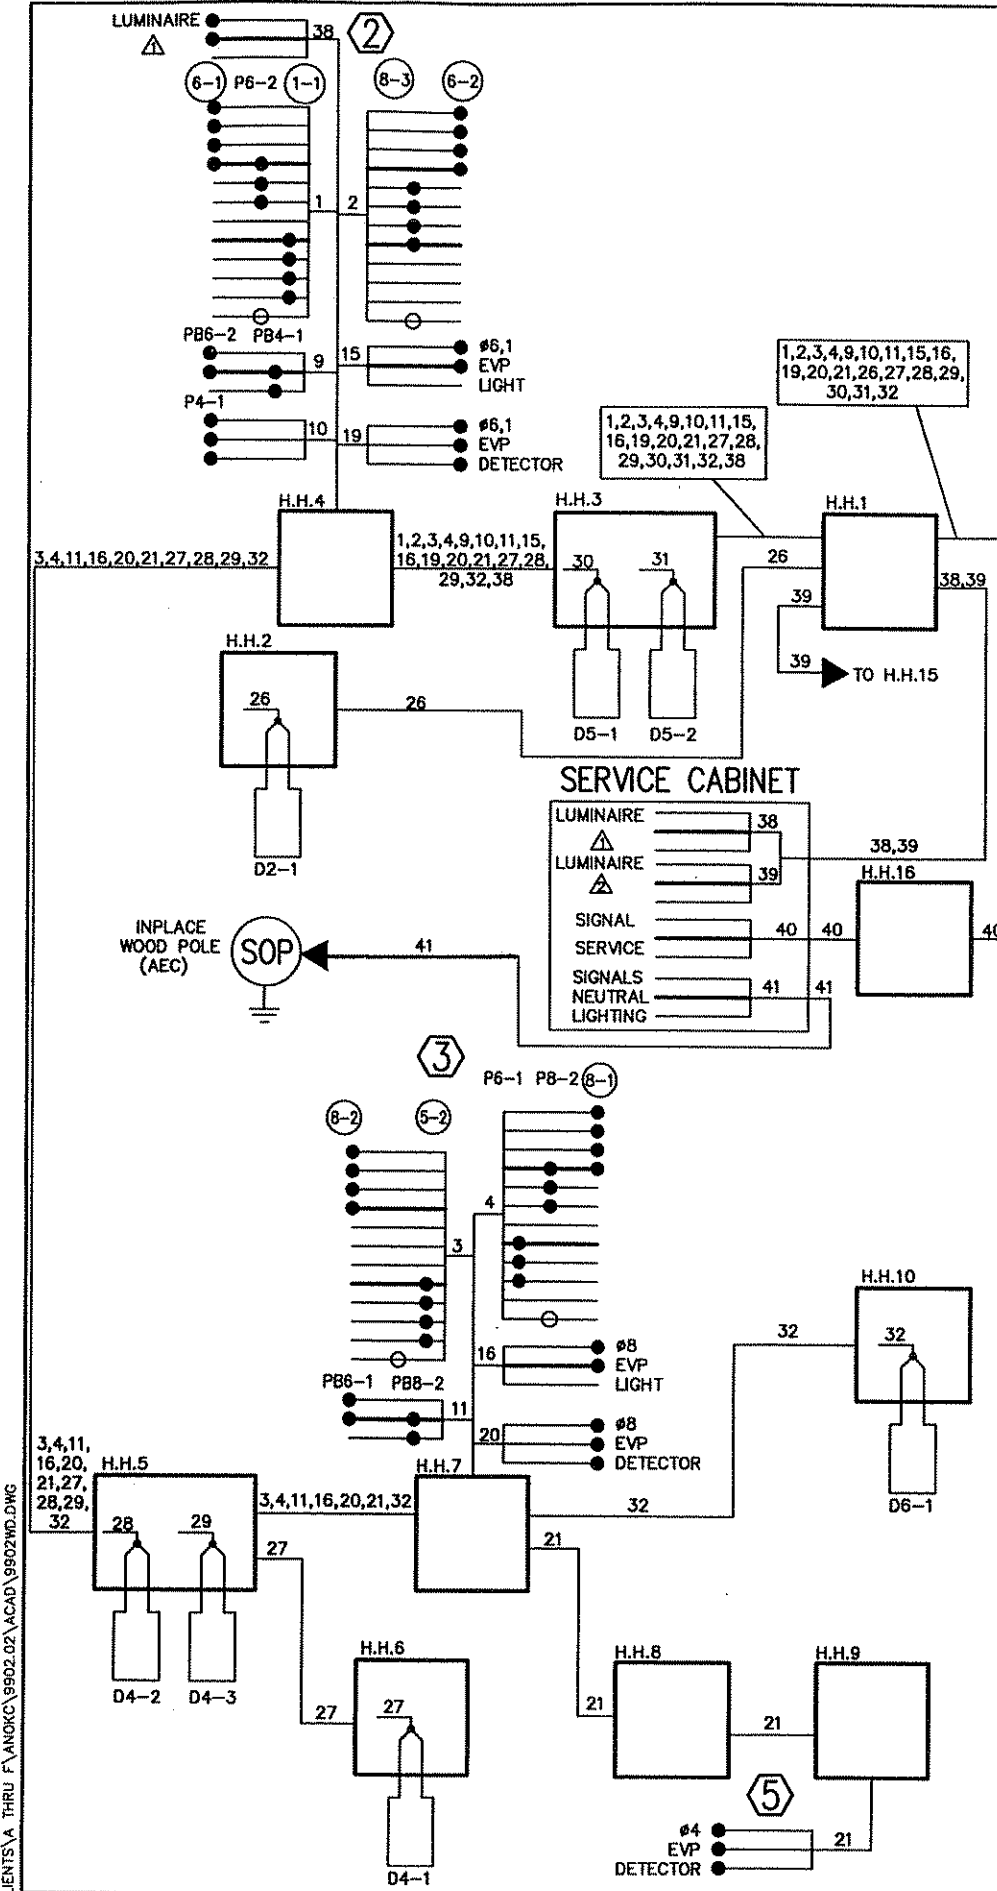 LUMINAIRE
1
38
2
6-1 P6-2 1-1
8-3 6-2
1 2
PB6-2 PB4-1
9
15
ø6,1
EVP
LIGHT
P4-1
10
19
ø6,1
EVP
DETECTOR
1,2,3,4,9,10,11,15,16,
19,20,21,26,27,28,29,
30,31,32
1,2,3,4,9,10,11,15,
16,19,20,21,27,28,
29,30,31,32,38
H.H.4
H.H.3
H.H.1
3,4,11,16,20,21,27,28,29,32
1,2,3,4,9,10,11,15,
16,19,20,21,27,28,
29,32,38
30 31
26
38,39
39
39
TO H.H.15
H.H.2
26
26
D5-1 D5-2
D2-1
SERVICE CABINET
LUMINAIRE
1
38
LUMINAIRE
2
39
38,39
H.H.16
SIGNAL
SERVICE
40 40
40
SIGNALS
NEUTRAL
LIGHTING
41 41
INPLACE
WOOD POLE
(AEC)
SOP
41
3
P6-1 P8-2 8-1
8-2 5-2
4
3
16
ø8
EVP
LIGHT
PB6-1 PB8-2
11
20
ø8
EVP
DETECTOR
H.H.10
32
32
D6-1
3,4,11,
16,20,
21,27,
28,29,
32
H.H.5
28 29
3,4,11,16,20,21,32
H.H.7
32
27
21
D4-2 D4-3
H.H.6
27
27
D4-1
H.H.8
21
21
H.H.9
5
ø4
EVP
DETECTOR
21
LIENTS\A THRU F\ANOKC\9902.02\ACAD\9902WD.DWG